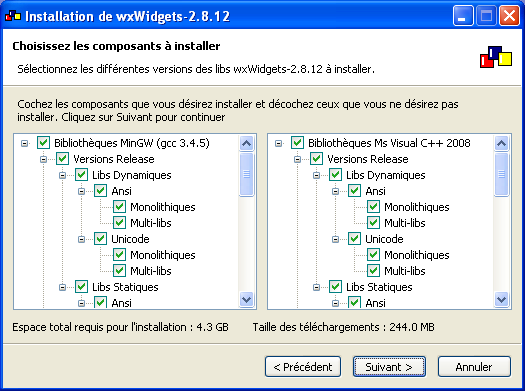 Installation de wxWidgets-2.8.12
Choisissez les composants à installer
Sélectionnez les différentes versions des libs wxWidgets-2.8.12 à installer.
Cochez les composants que vous désirez installer et décochez ceux que vous ne désirez pas
installer. Cliquez sur Suivant pour continuer
Bibliothèques MinGW (gcc 3.4.5)
Versions Release
Libs Dynamiques
Ansi
Monolithiques
Multi-libs
Unicode
Monolithiques
Multi-libs
Libs Statiques
Ansi
Bibliothèques Ms Visual C++ 2008
Versions Release
Libs Dynamiques
Ansi
Monolithiques
Multi-libs
Unicode
Monolithiques
Multi-libs
Libs Statiques
Ansi
Espace total requis pour l'installation : 4.3 GB
Taille des téléchargements : 244.0 MB
< Précédent
Suivant >
Annuler